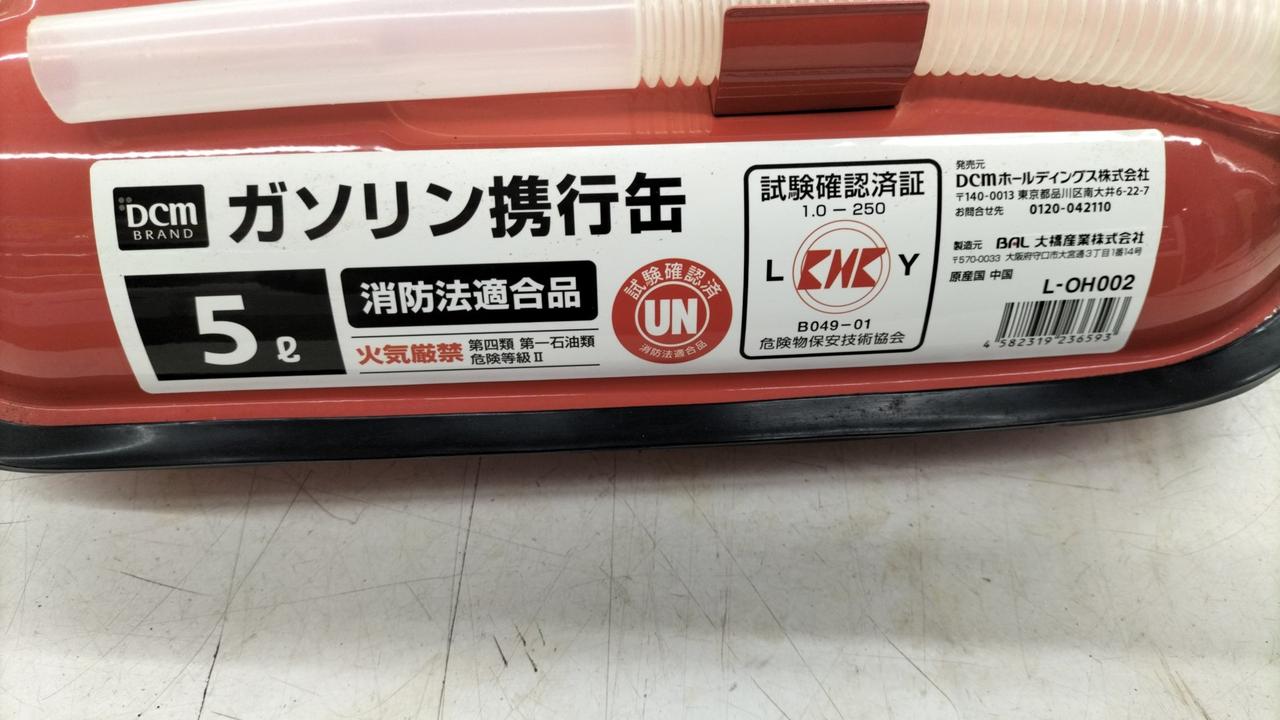 DCM
BRAND
ガソリン携行缶
5ℓ
消防法適合品
火気厳禁
第四類 第一石油類
危険等級Ⅱ
試験確認済
UN
消防法適合品
試験確認済証
1.0－250
L KHK Y
B049－01
危険物保安技術協会
発売元
DCMホールディングス株式会社
〒140-0013 東京都品川区南大井6-22-7
お問合せ先 0120-042110
製造元 BAL 大橋産業株式会社
〒570-0033 大阪府守口市大宮通3丁目1番14号
原産国 中国
L-OH002
4 582319 236593